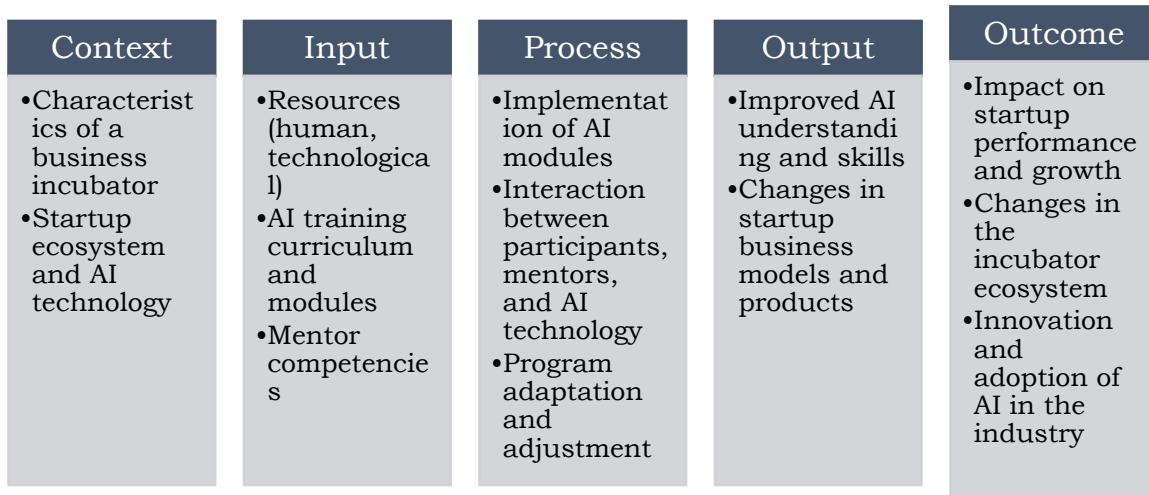 Context
•Characterist
ics of a
business
incubator
•Startup
ecosystem
and AI
technology
Input
•Resources
(human,
technologica
l)
•AI training
curriculum
and
modules
•Mentor
competencie
s
Process
•Implementat
ion of AI
modules
•Interaction
between
participants,
mentors,
and AI
technology
•Program
adaptation
and
adjustment
Output
•Improved AI
understandi
ng and skills
•Changes in
startup
business
models and
products
Outcome
•Impact on
startup
performance
and growth
•Changes in
the
incubator
ecosystem
•Innovation
and
adoption of
AI in the
industry